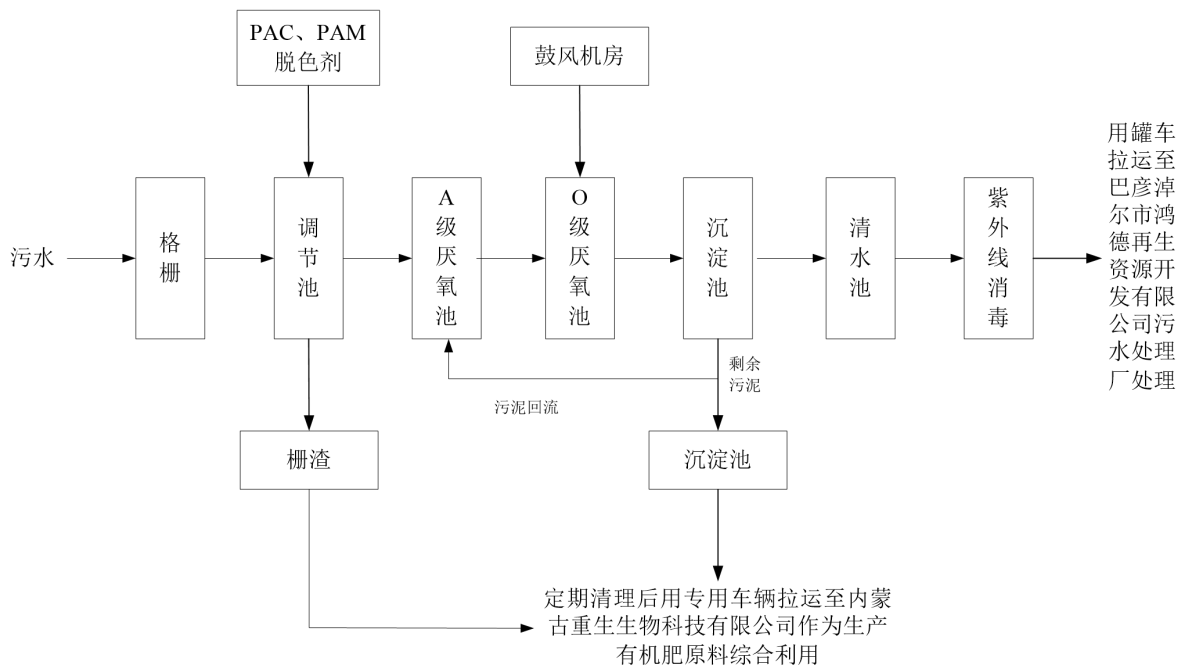 PAC、PAM
脱色剂
鼓风机房
污水
格栅
调节池
A级厌氧池
O级厌氧池
沉淀池
清水池
紫外线消毒
用罐车
拉运至
巴彦淖
尔市鸿
德再生
资源开
发有限
公司污
水处理
厂处理
剩余
污泥
污泥回流
栅渣
沉淀池
定期清理后用专用车辆拉运至内蒙
古重生生物科技有限公司作为生产
有机肥原料综合利用